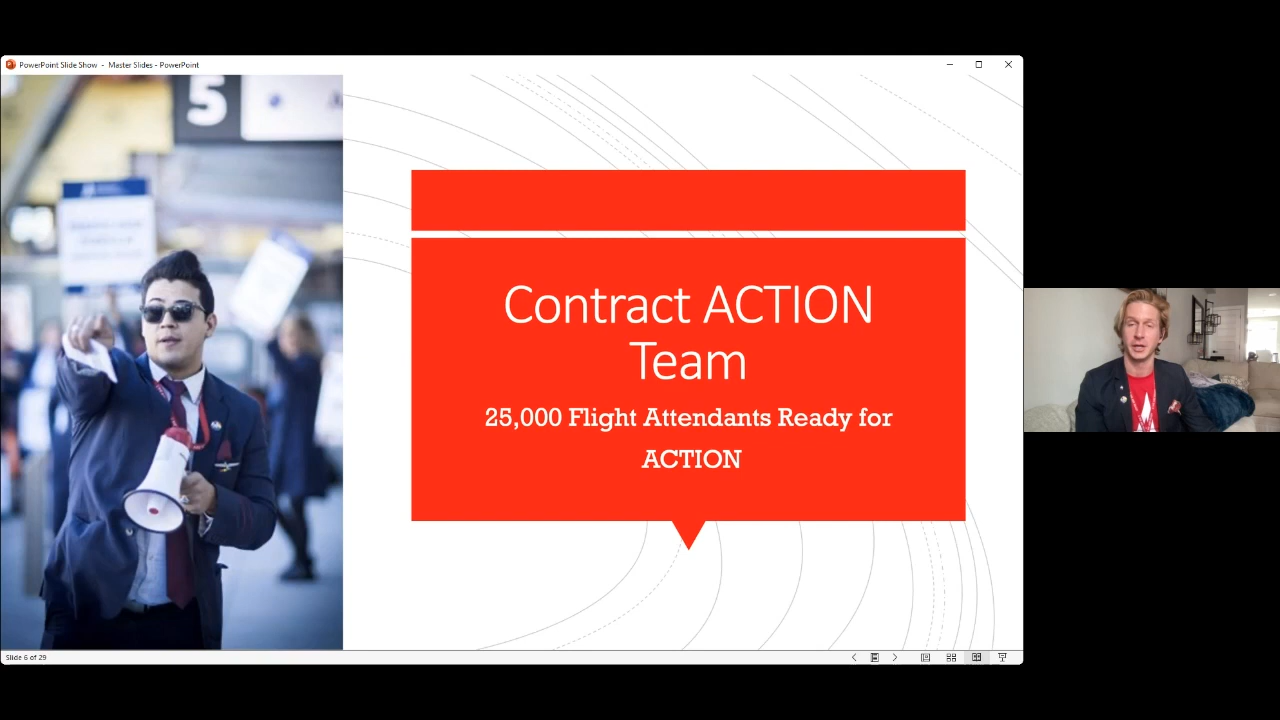 PowerPoint Slide Show - Master Slides - PowerPoint
5
Contract ACTION
Team
25,000 Flight Attendants Ready for
ACTION
Slide 6 of 29